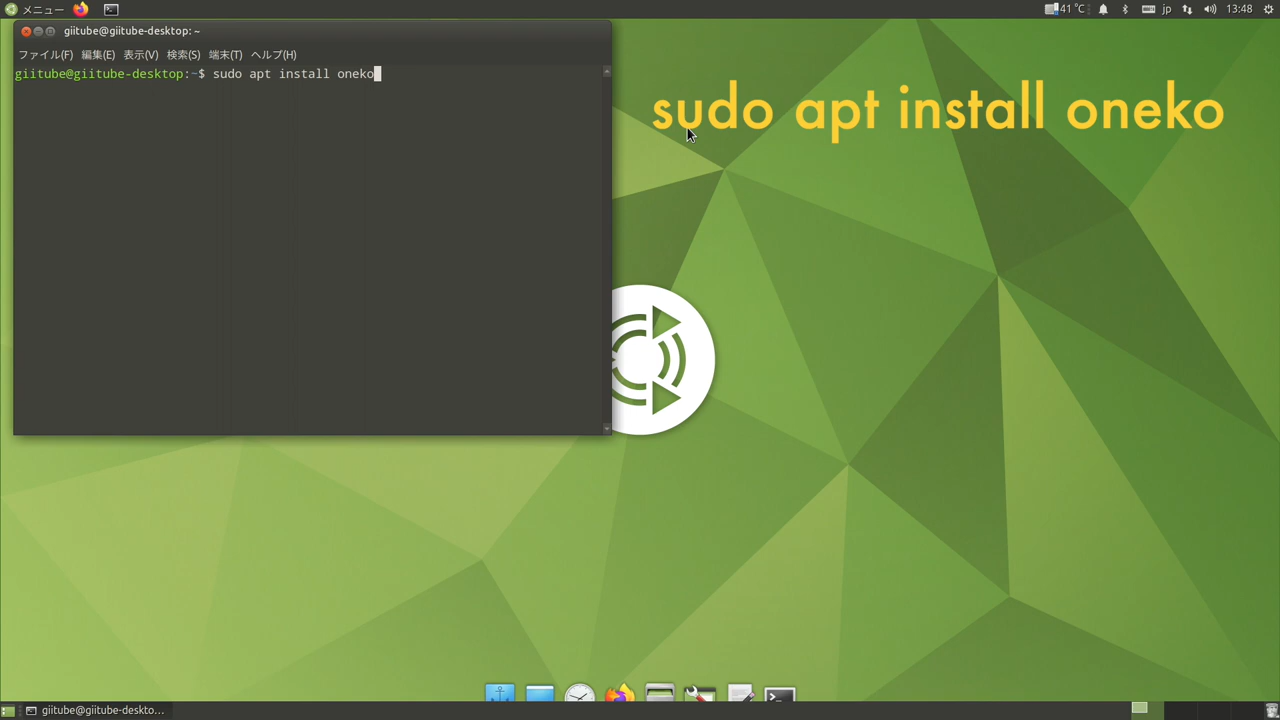 メニュー
41 °C
jp
13:48
giitube@giitube-desktop: ~
ファイル(F) 編集(E) 表示(V) 検索(S) 端末(T) ヘルプ(H)
giitube@giitube-desktop:~$ sudo apt install oneko
sudo apt install oneko
giitube@giitube-deskto...